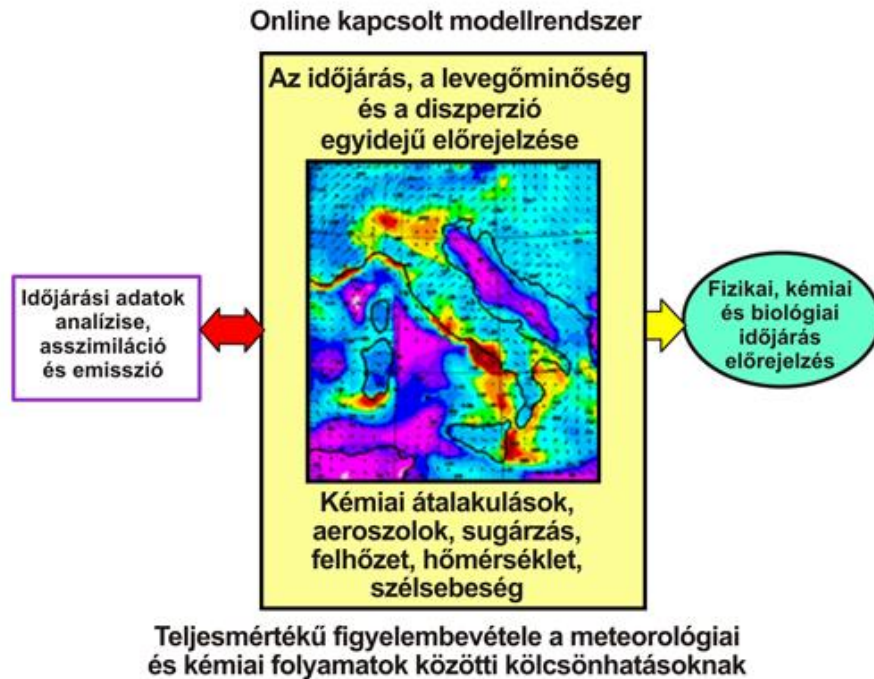 Online kapcsolt modellrendszer
Az időjárás, a levegőminőség
és a diszperzió
egyidejű előrejelzése
Időjárási adatok
analízise,
asszimiláció
és emisszió
Fizikai, kémiai
és biológiai
időjárás
előrejelzés
Kémiai átalakulások,
aeroszolok, sugárzás,
felhőzet, hőmérséklet,
szélsebeség
Teljesmértékű figyelembevétele a meteorológiai
és kémiai folyamatok közötti kölcsönhatásoknak